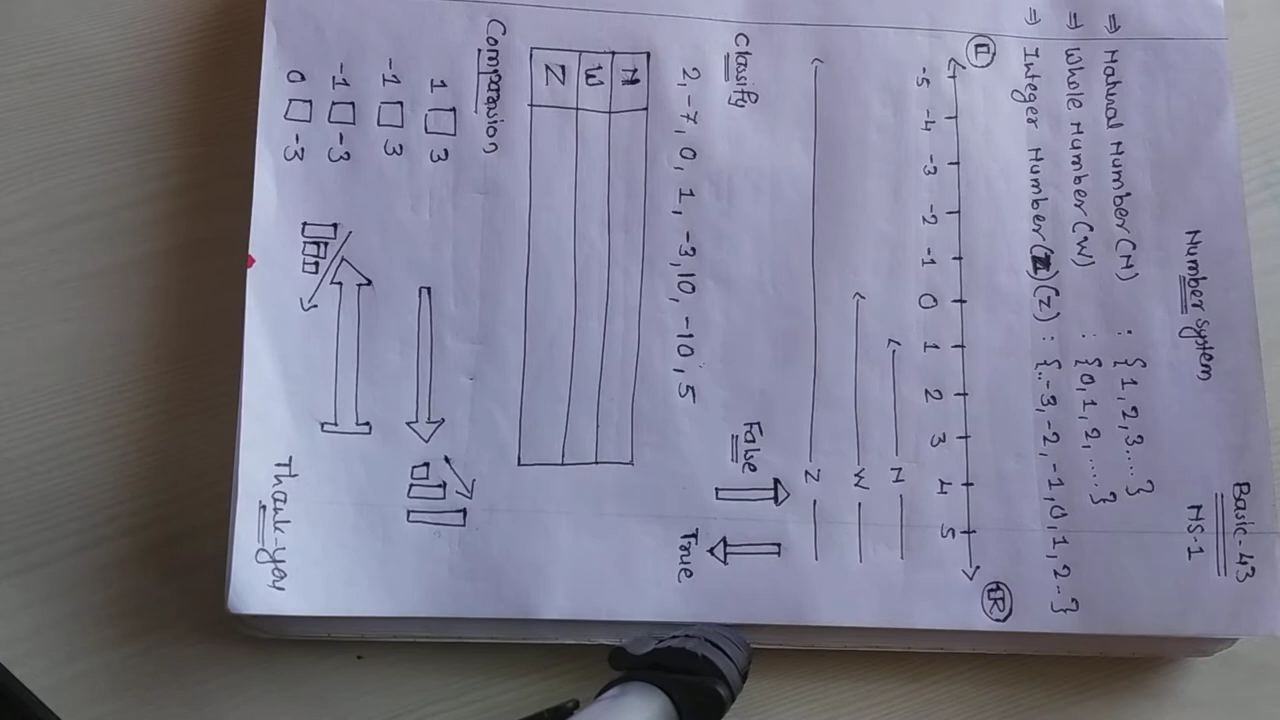 Basic-43
Number system
NS-1
⇒ Natural Number (N) : {1, 2, 3....}
⇒ Whole Number (W) : {0, 1, 2, .....}
⇒ Integer Number (Z) (Z) : {..-3, -2, -1, 0, 1, 2..}
-5 -4 -3 -2 -1 0 1 2 3 4 5
N
W
Z
Classify
False
True
2, -7, 0, 1, -3, 10, -10, 5
N
W
Z
Comparasion
1 □ 3
-1 □ 3
-1 □ -3
0 □ -3
Thank-you